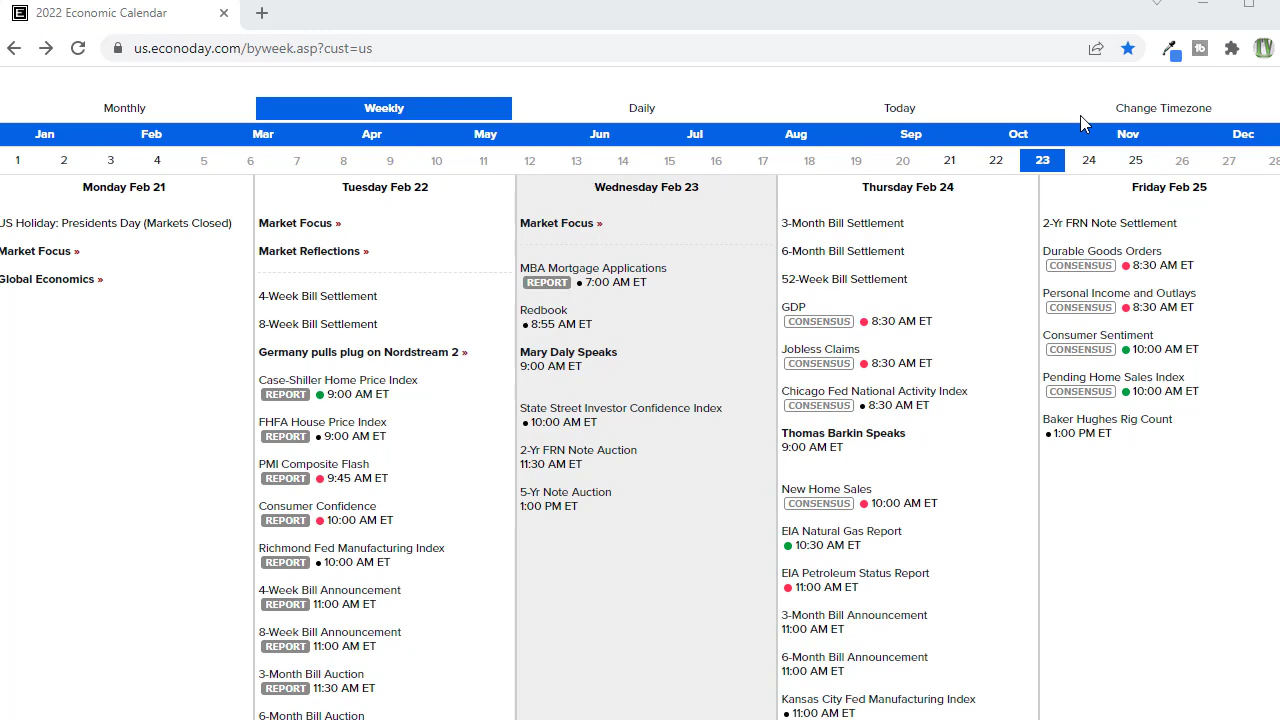 2022 Economic Calendar
us.econoday.com/byweek.asp?cust=us
Monthly Weekly Daily Today Change Timezone
Jan Feb Mar Apr May Jun Jul Aug Sep Oct Nov Dec
1 2 3 4 5 6 7 8 9 10 11 12 13 14 15 16 17 18 19 20 21 22 23 24 25 26 27 28
Monday Feb 21
US Holiday: Presidents Day (Markets Closed)
Market Focus »
Global Economics »
Tuesday Feb 22
Market Focus »
Market Reflections »
4-Week Bill Settlement
8-Week Bill Settlement
Germany pulls plug on Nordstream 2 »
Case-Shiller Home Price Index
REPORT 9:00 AM ET
FHFA House Price Index
REPORT 9:00 AM ET
PMI Composite Flash
REPORT 9:45 AM ET
Consumer Confidence
REPORT 10:00 AM ET
Richmond Fed Manufacturing Index
REPORT 10:00 AM ET
4-Week Bill Announcement
REPORT 11:00 AM ET
8-Week Bill Announcement
REPORT 11:00 AM ET
3-Month Bill Auction
REPORT 11:30 AM ET
6-Month Bill Auction
Wednesday Feb 23
Market Focus »
MBA Mortgage Applications
REPORT 7:00 AM ET
Redbook
8:55 AM ET
Mary Daly Speaks
9:00 AM ET
State Street Investor Confidence Index
10:00 AM ET
2-Yr FRN Note Auction
11:30 AM ET
5-Yr Note Auction
1:00 PM ET
Thursday Feb 24
3-Month Bill Settlement
6-Month Bill Settlement
52-Week Bill Settlement
GDP
CONSENSUS 8:30 AM ET
Jobless Claims
CONSENSUS 8:30 AM ET
Chicago Fed National Activity Index
CONSENSUS 8:30 AM ET
Thomas Barkin Speaks
9:00 AM ET
New Home Sales
CONSENSUS 10:00 AM ET
EIA Natural Gas Report
10:30 AM ET
EIA Petroleum Status Report
11:00 AM ET
3-Month Bill Announcement
11:00 AM ET
6-Month Bill Announcement
11:00 AM ET
Kansas City Fed Manufacturing Index
11:00 AM ET
Friday Feb 25
2-Yr FRN Note Settlement
Durable Goods Orders
CONSENSUS 8:30 AM ET
Personal Income and Outlays
CONSENSUS 8:30 AM ET
Consumer Sentiment
CONSENSUS 10:00 AM ET
Pending Home Sales Index
CONSENSUS 10:00 AM ET
Baker Hughes Rig Count
1:00 PM ET